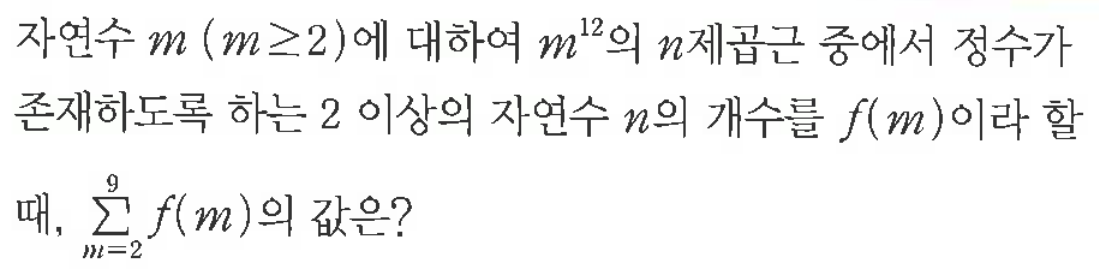 자연수 m (m≥2)에 대하여 m¹²의 n제곱근 중에서 정수가
존재하도록 하는 2 이상의 자연수 n의 개수를 f(m)이라 할
때, ∑_{m=2}^{9} f(m)의 값은?